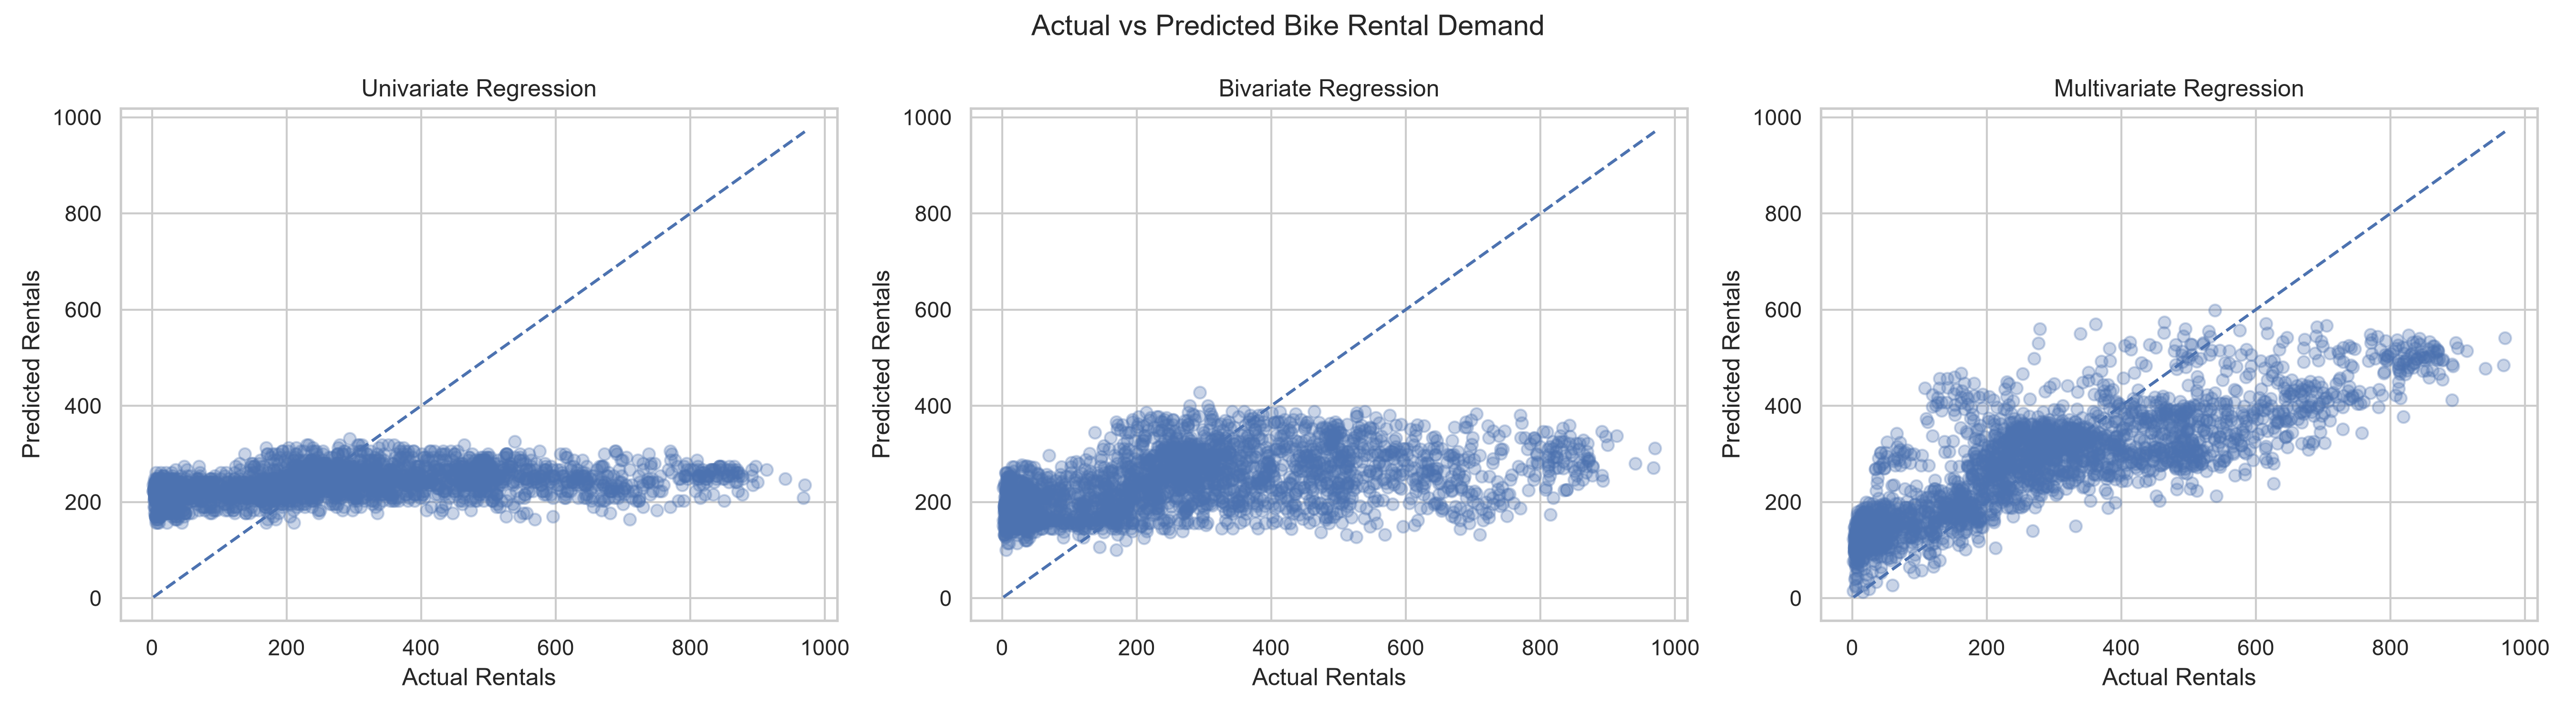 Actual vs Predicted Bike Rental Demand
Univariate Regression
1000
800
600
400
200
0
Predicted Rentals
0 200 400 600 800 1000
Actual Rentals
Bivariate Regression
1000
800
600
400
200
0
Predicted Rentals
0 200 400 600 800 1000
Actual Rentals
Multivariate Regression
1000
800
600
400
200
0
Predicted Rentals
0 200 400 600 800 1000
Actual Rentals